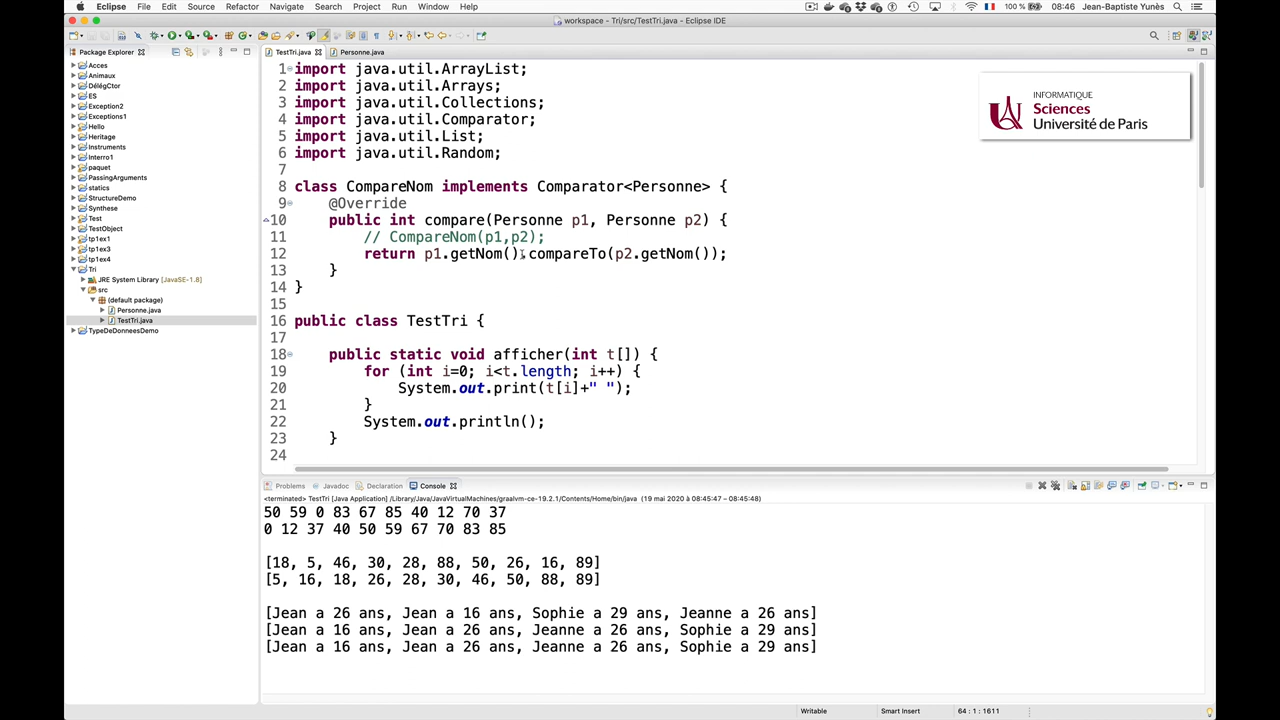 Eclipse File Edit Source Refactor Navigate Search Project Run Window Help 100 % 08:46 Jean-Baptiste Yunès
workspace - Tri/src/TestTri.java - Eclipse IDE
Package Explorer
Acces
Animaux
DélégCtor
ES
Exception2
Exceptions1
Hello
Heritage
Instruments
Interro1
paquet
PassingArguments
statics
StructureDemo
Synthese
Test
TestObject
tp1ex1
tp1ex3
tp1ex4
Tri
JRE System Library [JavaSE-1.8]
src
(default package)
Personne.java
TestTri.java
TypeDeDonneesDemo
TestTri.java Personne.java
1 import java.util.ArrayList;
2 import java.util.Arrays;
3 import java.util.Collections;
4 import java.util.Comparator;
5 import java.util.List;
6 import java.util.Random;
7
8 class CompareNom implements Comparator<Personne> {
9 @Override
10 public int compare(Personne p1, Personne p2) {
11 // CompareNom(p1,p2);
12 return p1.getNom().compareTo(p2.getNom());
13 }
14 }
15
16 public class TestTri {
17
18 public static void afficher(int t[]) {
19 for (int i=0; i<t.length; i++) {
20 System.out.print(t[i]+" ");
21 }
22 System.out.println();
23 }
24
INFORMATIQUE
Sciences
Université de Paris
Problems Javadoc Declaration Console
<terminated> TestTri [Java Application] /Library/Java/JavaVirtualMachines/graalvm-ce-19.2.1/Contents/Home/bin/java (19 mai 2020 à 08:45:47 – 08:45:48)
50 59 0 83 67 85 40 12 70 37
0 12 37 40 50 59 67 70 83 85
[18, 5, 46, 30, 28, 88, 50, 26, 16, 89]
[5, 16, 18, 26, 28, 30, 46, 50, 88, 89]
[Jean a 26 ans, Jean a 16 ans, Sophie a 29 ans, Jeanne a 26 ans]
[Jean a 16 ans, Jean a 26 ans, Jeanne a 26 ans, Sophie a 29 ans]
[Jean a 16 ans, Jean a 26 ans, Jeanne a 26 ans, Sophie a 29 ans]
Writable Smart Insert 64 : 1 : 1611